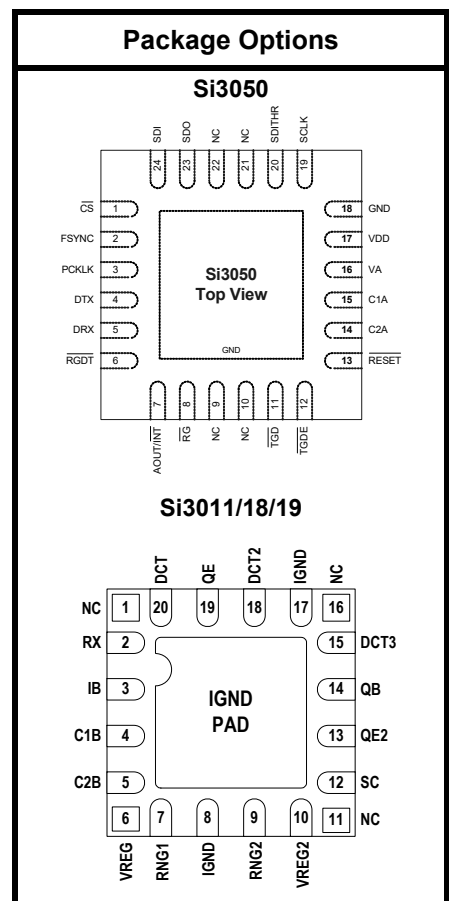 Package Options
Si3050
SDI
SDO
NC
NC
SDITHR
SCLK
24
23
22
21
20
19
CS
1
FSYNC
2
PCKLK
3
DTX
4
DRX
5
RGDT
6
18
GND
17
VDD
16
VA
15
C1A
14
C2A
13
RESET
Si3050
Top View
GND
7
8
9
10
11
12
AOUT/INT
RG
NC
NC
TGD
TGDE
Si3011/18/19
DCT
QE
DCT2
IGND
NC
NC
1
20
19
18
17
16
RX
2
IB
3
C1B
4
C2B
5
15
DCT3
14
QB
13
QE2
12
SC
IGND
PAD
6
7
8
9
10
11
NC
VREG
RNG1
IGND
RNG2
VREG2